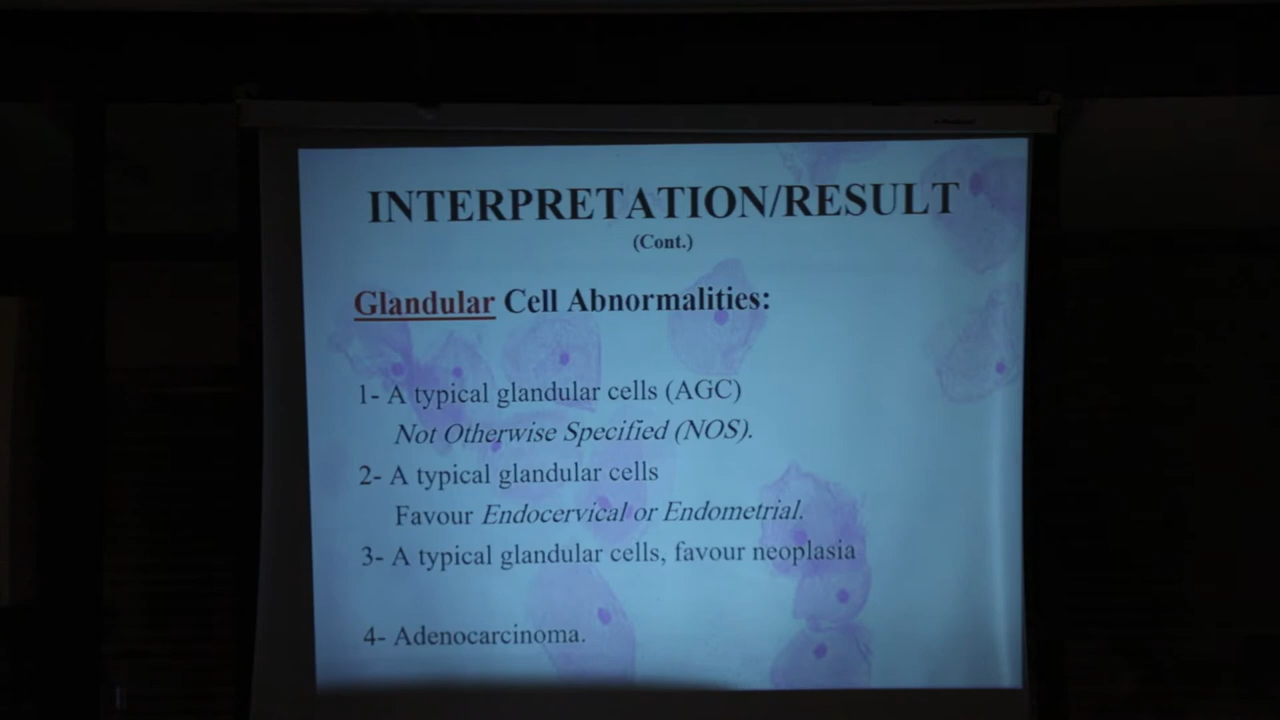 INTERPRETATION/RESULT
(Cont.)
Glandular Cell Abnormalities:
1- A typical glandular cells (AGC)
Not Otherwise Specified (NOS).
2- A typical glandular cells
Favour Endocervical or Endometrial.
3- A typical glandular cells, favour neoplasia
4- Adenocarcinoma.